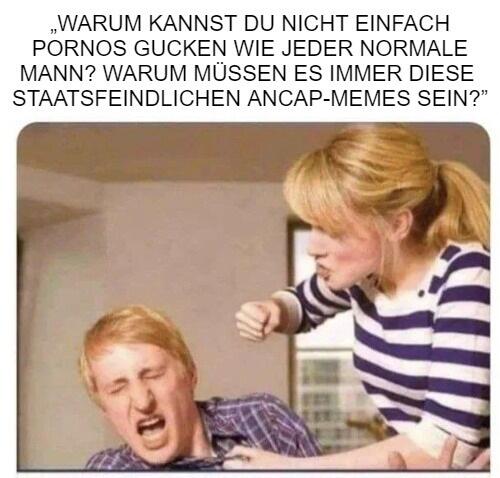 „WARUM KANNST DU NICHT EINFACH
PORNOS GUCKEN WIE JEDER NORMALE
MANN? WARUM MÜSSEN ES IMMER DIESE
STAATSFEINDLICHEN ANCAP-MEMES SEIN?”